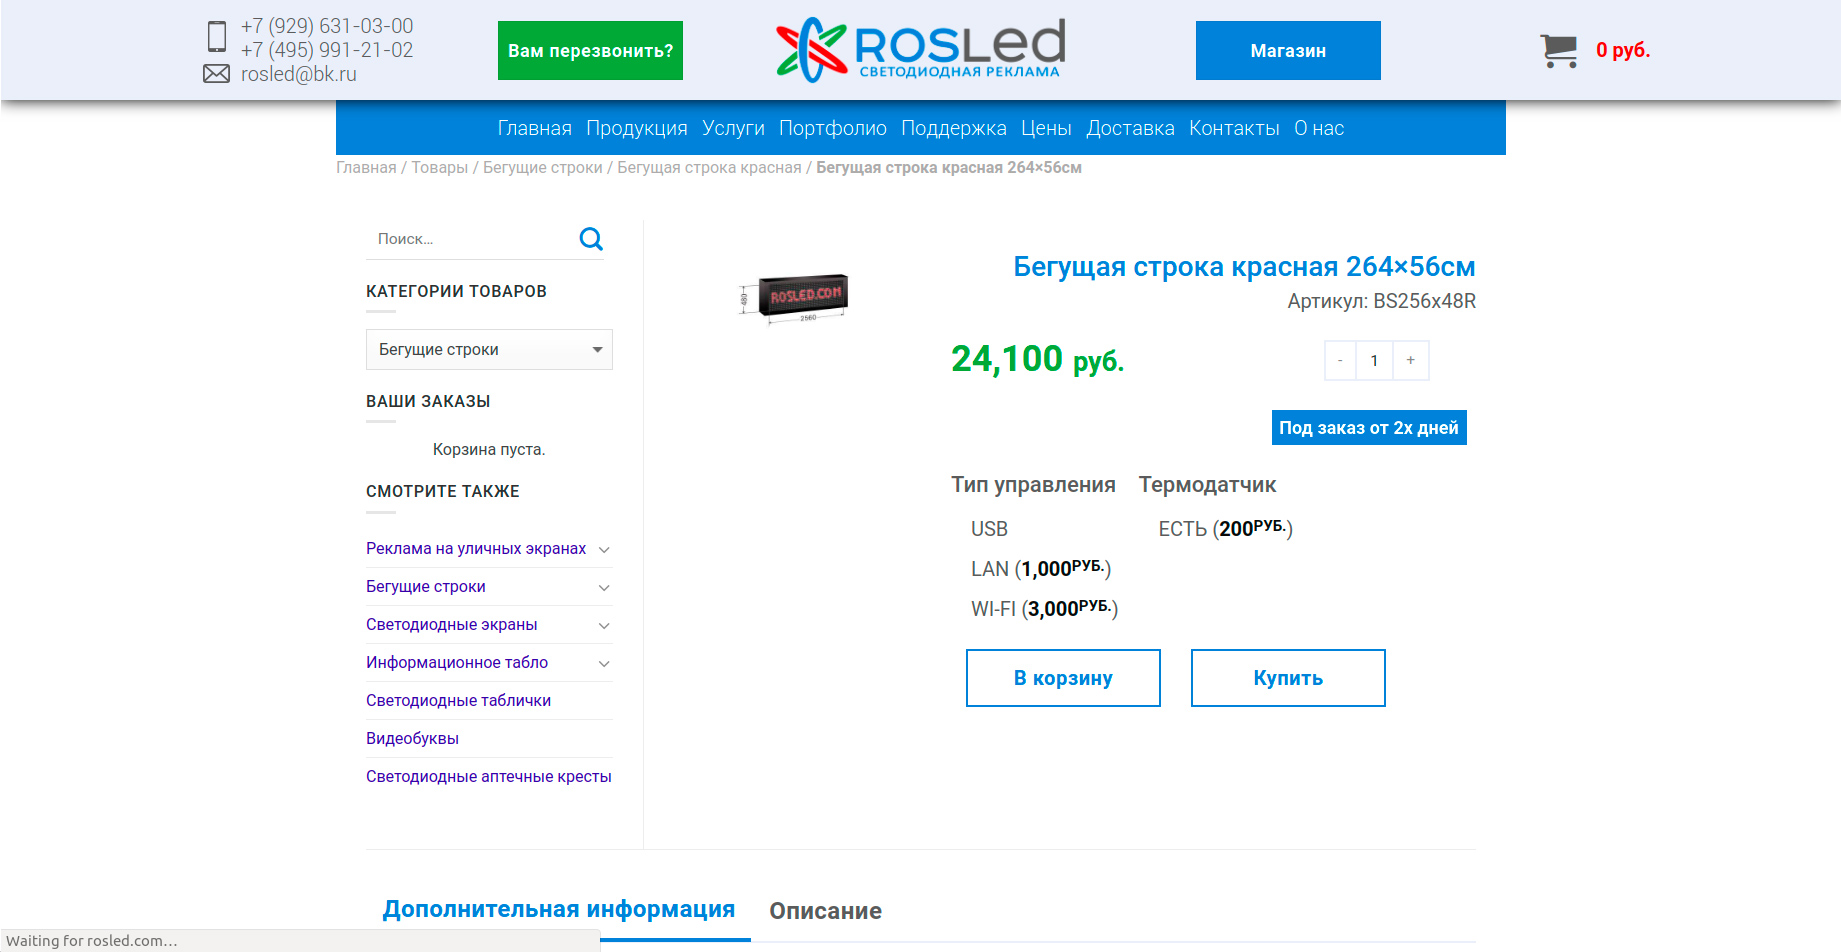 +7 (929) 631-03-00
+7 (495) 991-21-02
rosled@bk.ru
Вам перезвонить?
ROSLed
СВЕТОДИОДНАЯ РЕКЛАМА
Магазин
0 руб.
Главная Продукция Услуги Портфолио Поддержка Цены Доставка Контакты О нас
Главная / Товары / Бегущие строки / Бегущая строка красная / Бегущая строка красная 264×56см
Поиск...
КАТЕГОРИИ ТОВАРОВ
Бегущие строки
ВАШИ ЗАКАЗЫ
Корзина пуста.
СМОТРИТЕ ТАКЖЕ
Реклама на уличных экранах
Бегущие строки
Светодиодные экраны
Информационное табло
Светодиодные таблички
Видеобуквы
Светодиодные аптечные кресты
480
ROSLED.COM
2560
Бегущая строка красная 264×56см
Артикул: BS256x48R
24,100 руб.
- 1 +
Под заказ от 2х дней
Тип управления Термодатчик
USB ЕСТЬ (200РУБ.)
LAN (1,000РУБ.)
WI-FI (3,000РУБ.)
В корзину Купить
Дополнительная информация Описание
Waiting for rosled.com...